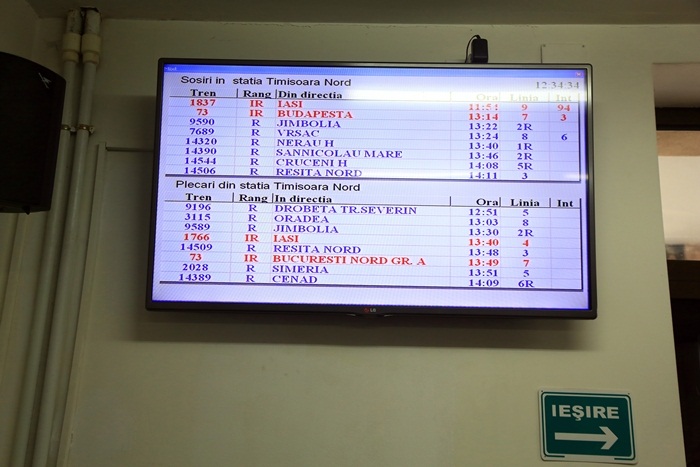 Sosiri in statia Timisoara Nord 12:34:34
Tren Rang Din directia Ora Linia Int
1837 IR IASI 11:51 9 94
73 IR BUDAPESTA 13:14 7 3
9590 R JIMBOLIA 13:22 2R
7689 R VRSAC 13:24 8 6
14320 R NERAU H 13:40 1R
14390 R SANNICOLAU MARE 13:46 2R
14544 R CRUCENI H 14:08 5R
14506 R RESITA NORD 14:11 3
Plecari din statia Timisoara Nord
Tren Rang In directia Ora Linia Int
9196 R DROBETA TR.SEVERIN 12:51 5
3115 R ORADEA 13:03 8
9589 R JIMBOLIA 13:30 2R
1766 IR IASI 13:40 4
14509 R RESITA NORD 13:48 3
73 IR BUCURESTI NORD GR. A 13:49 7
2028 R SIMERIA 13:51 5
14389 R CENAD 14:09 6R
LG
IEŞIRE